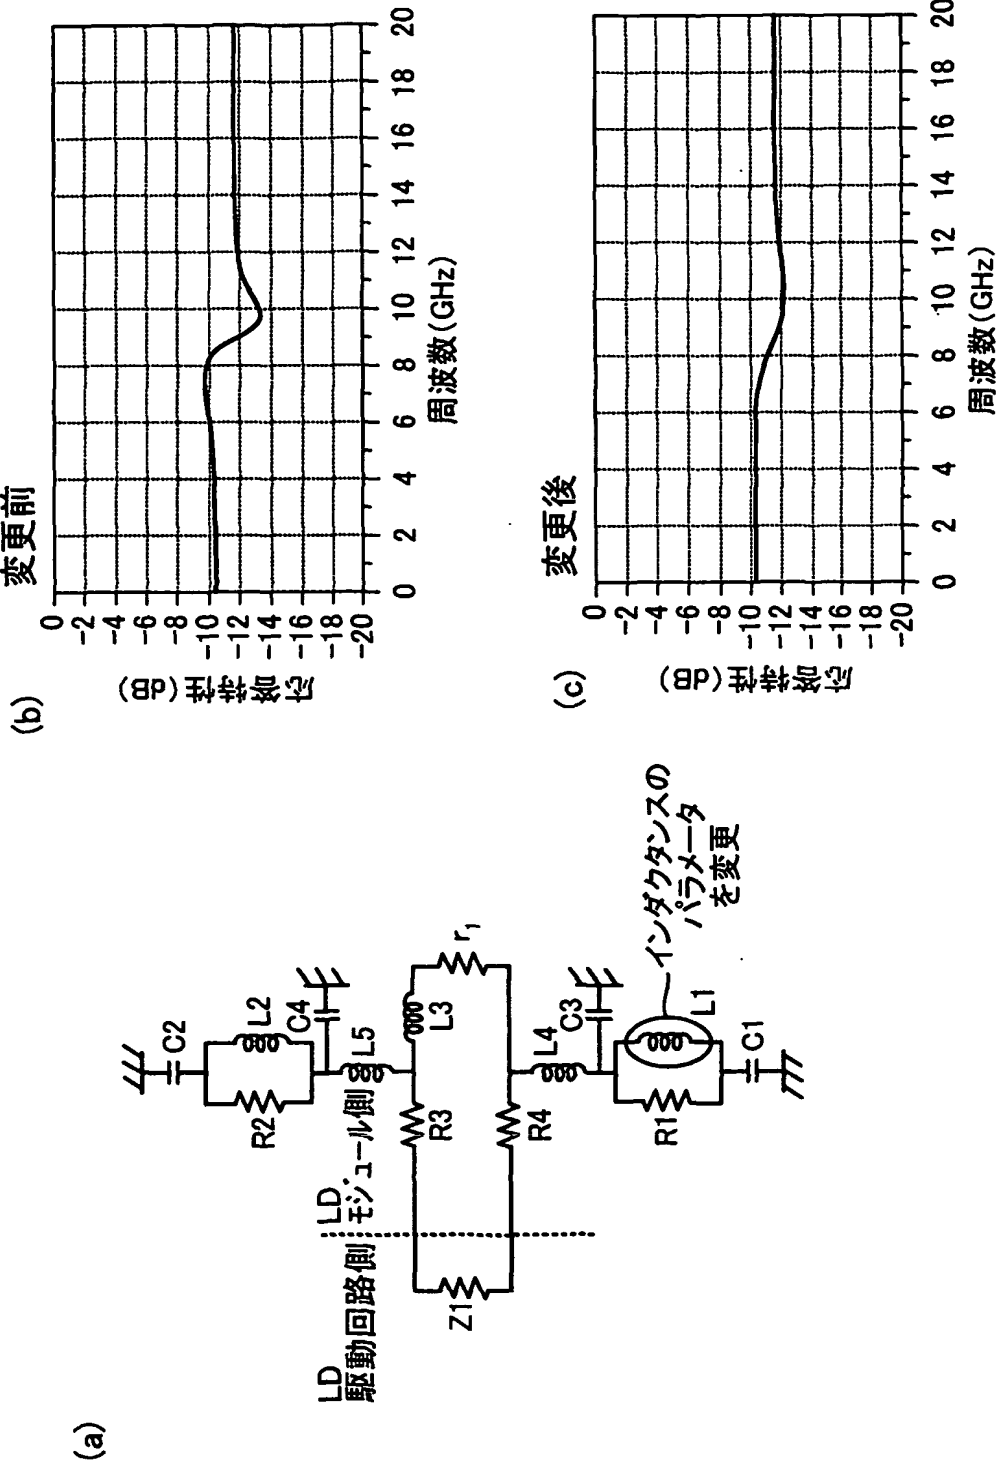 (a)
LD
駆動回路側
LD
モジュール側
Z1
R3
R4
L3
r1
L5
C4
R2
L2
C2
L4
C3
R1
L1
C1
インダクタンスの
パラメータ
を変更
(b)
変更前
応答特性(dB)
0
-2
-4
-6
-8
-10
-12
-14
-16
-18
-20
0 2 4 6 8 10 12 14 16 18 20
周波数(GHz)
(c)
変更後
応答特性(dB)
0
-2
-4
-6
-8
-10
-12
-14
-16
-18
-20
0 2 4 6 8 10 12 14 16 18 20
周波数(GHz)